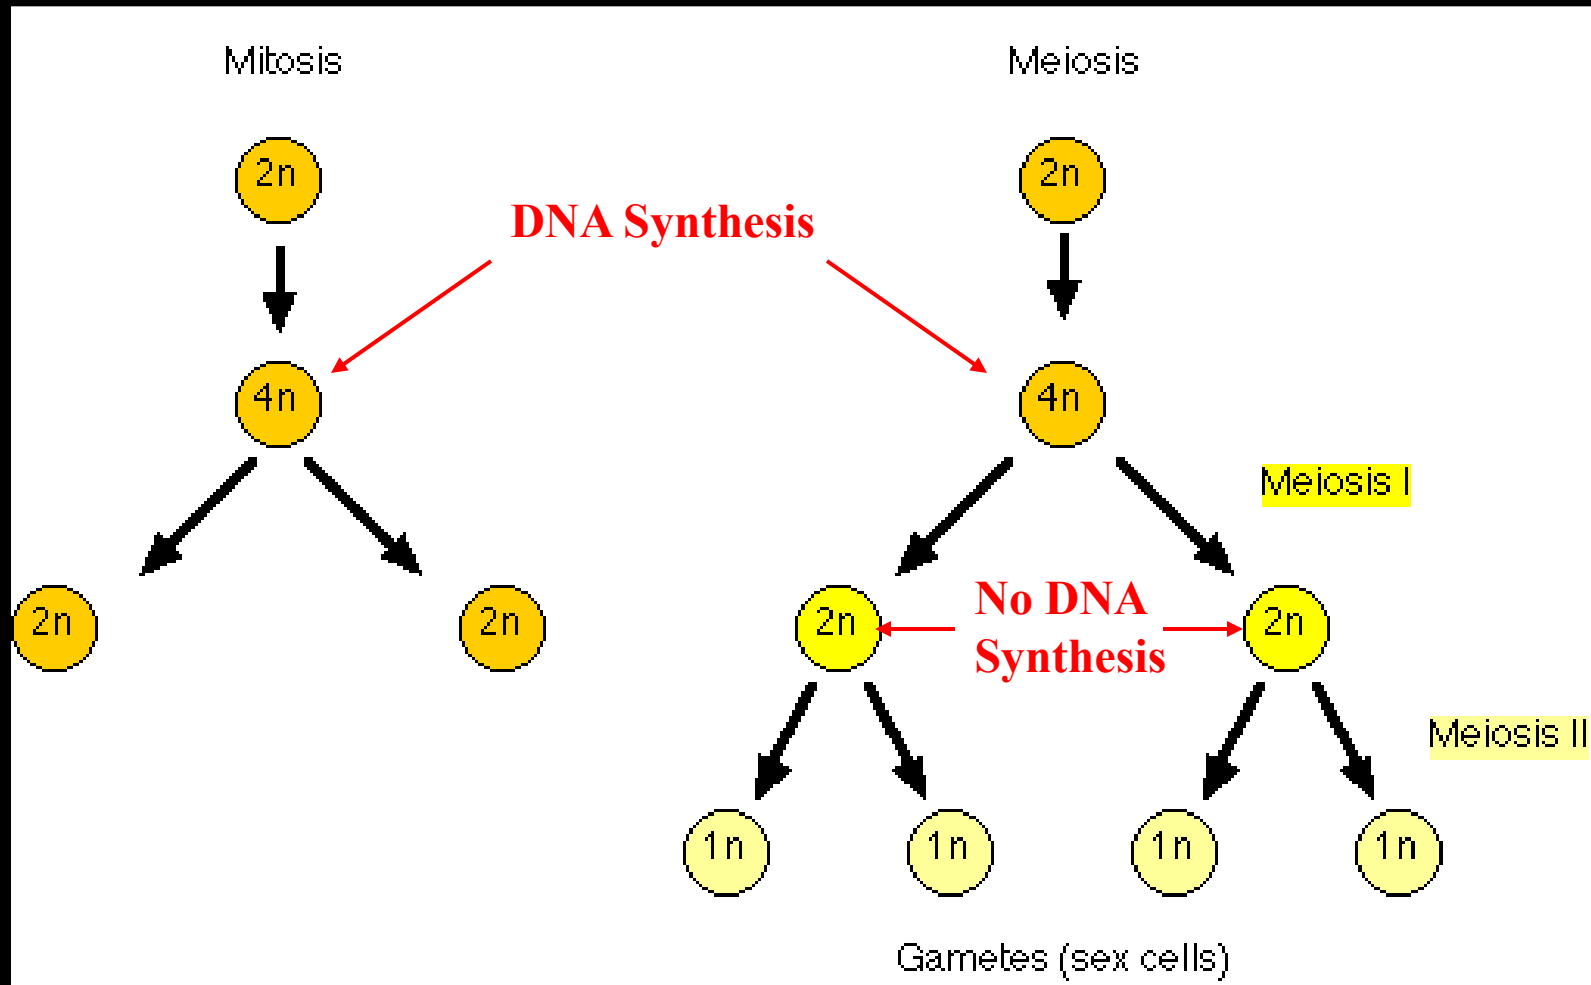 Mitosis
Meiosis
2n
2n
DNA Synthesis
4n
4n
Meiosis I
2n
2n
2n
No DNA
Synthesis
2n
Meiosis II
1n
1n
1n
1n
Gametes (sex cells)